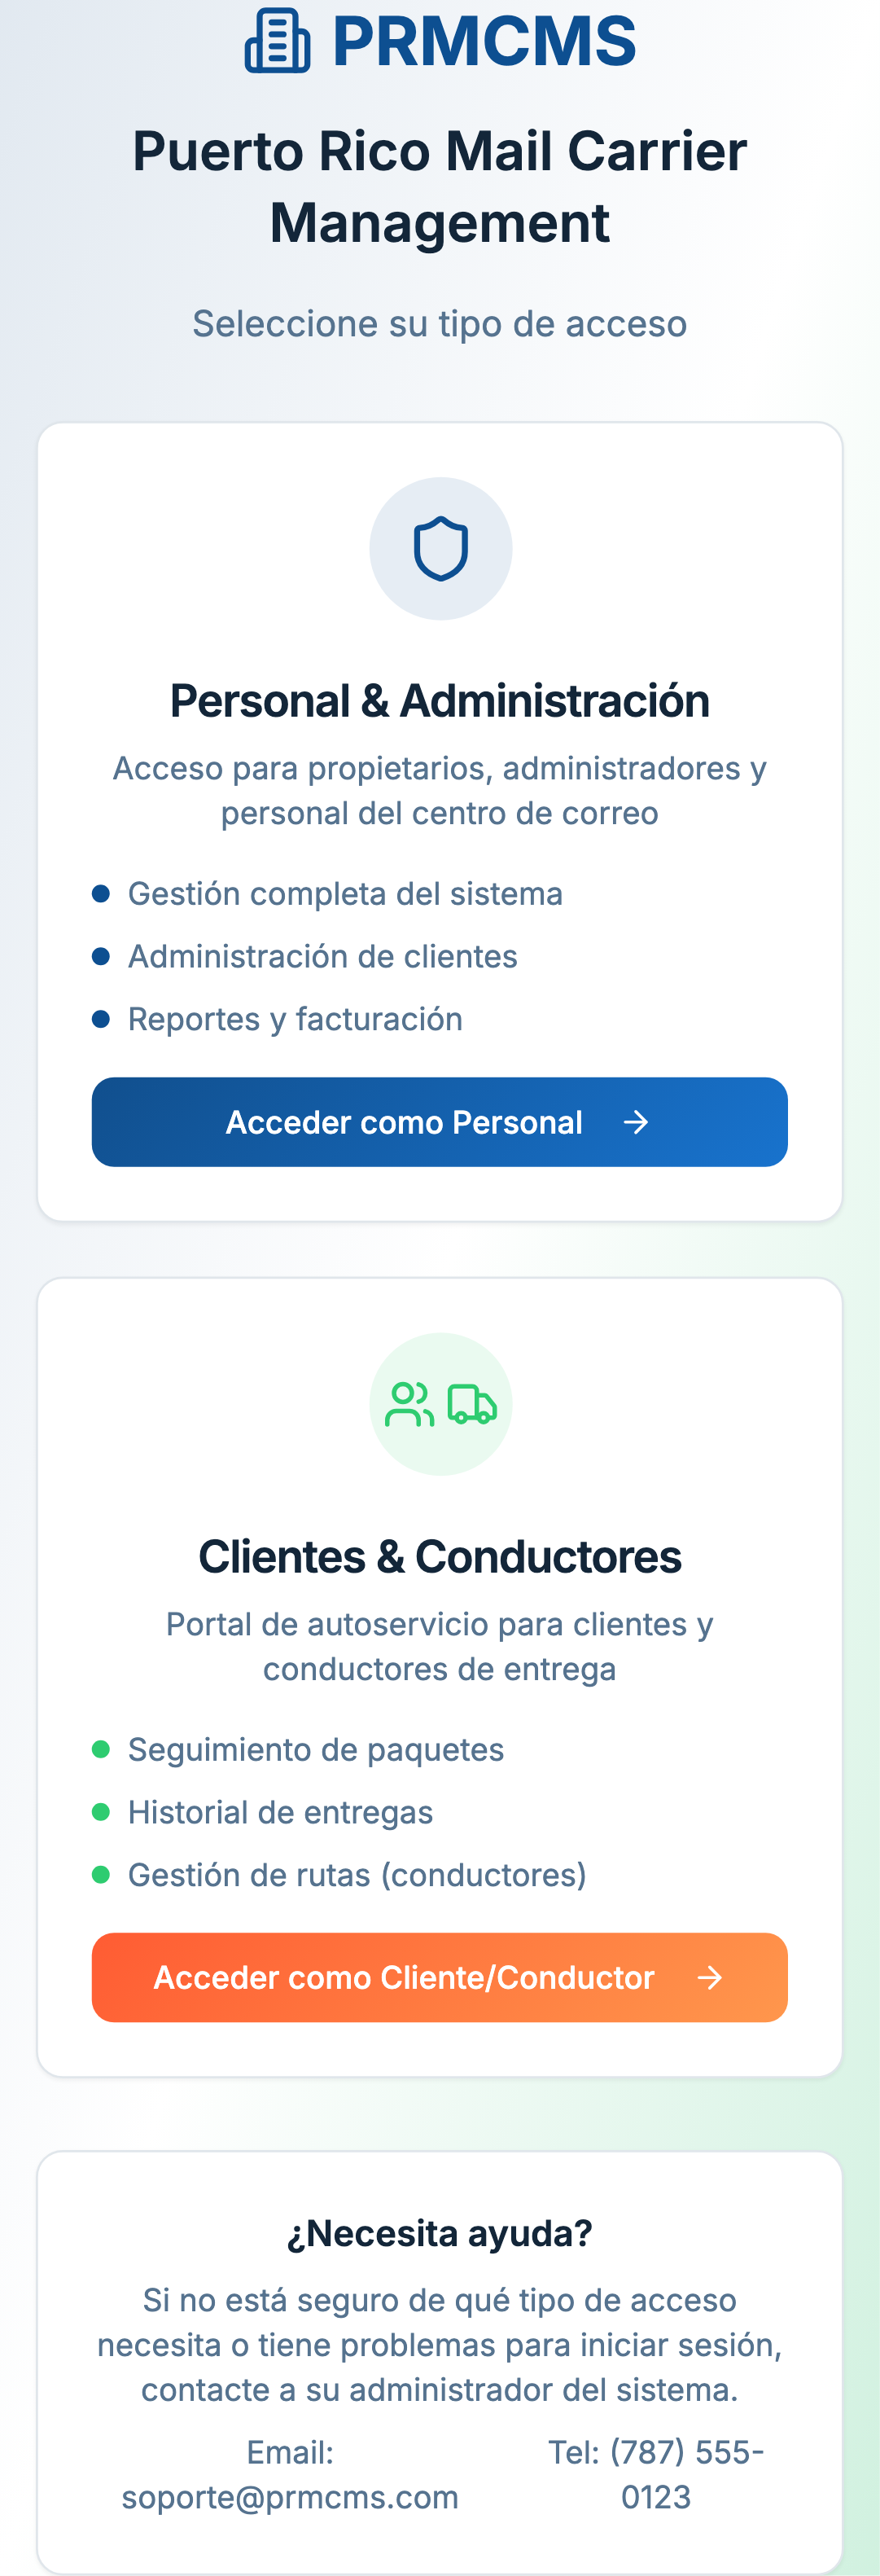 PRMCMS
Puerto Rico Mail Carrier
Management
Seleccione su tipo de acceso
Personal & Administración
Acceso para propietarios, administradores y
personal del centro de correo
Gestión completa del sistema
Administración de clientes
Reportes y facturación
Acceder como Personal
Clientes & Conductores
Portal de autoservicio para clientes y
conductores de entrega
Seguimiento de paquetes
Historial de entregas
Gestión de rutas (conductores)
Acceder como Cliente/Conductor
¿Necesita ayuda?
Si no está seguro de qué tipo de acceso
necesita o tiene problemas para iniciar sesión,
contacte a su administrador del sistema.
Email:
soporte@prmcms.com
Tel: (787) 555-
0123